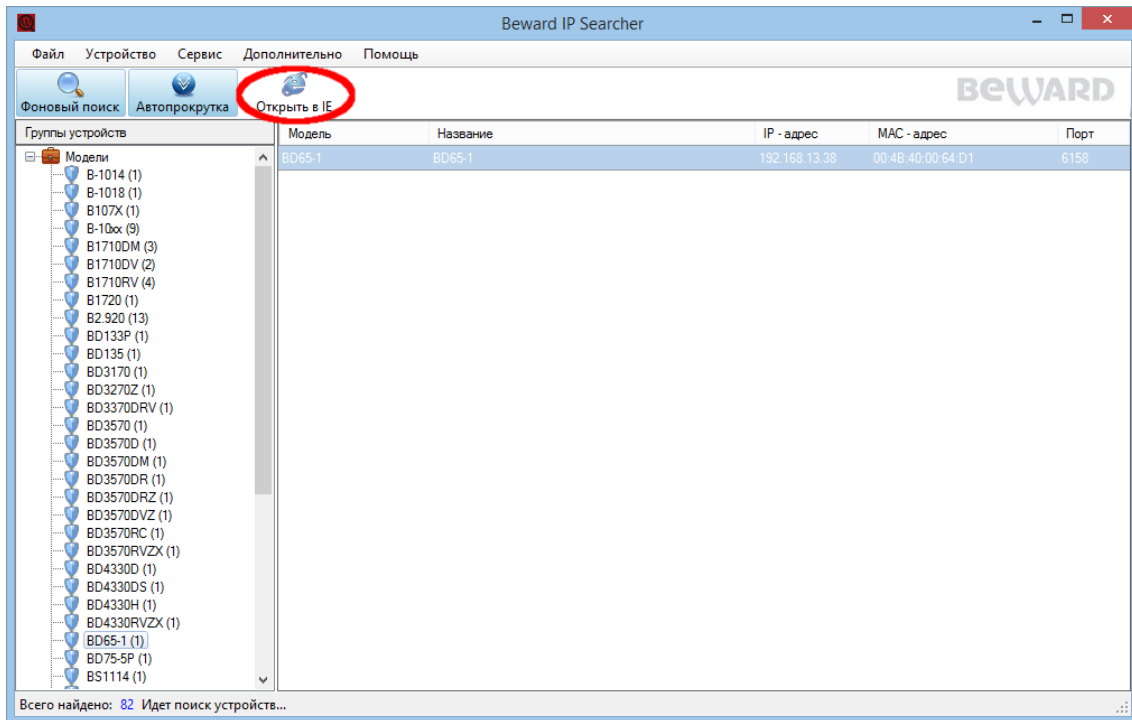 Beward IP Searcher
Файл Устройство Сервис Дополнительно Помощь
Фоновый поиск Автопрокрутка Открыть в IE
BEWARD
Группы устройств
Модель Название IP - адрес MAC - адрес Порт
BD65-1 BD65-1 192.168.13.38 00:4B:40:00:64:D1 6158
Модели
B-1014 (1)
B-1018 (1)
B107X (1)
B-10xx (9)
B1710DM (3)
B1710DV (2)
B1710RV (4)
B1720 (1)
B2.920 (13)
BD133P (1)
BD135 (1)
BD3170 (1)
BD3270Z (1)
BD3370DRV (1)
BD3570 (1)
BD3570D (1)
BD3570DM (1)
BD3570DR (1)
BD3570DRZ (1)
BD3570DVZ (1)
BD3570RC (1)
BD3570RVZX (1)
BD4330D (1)
BD4330DS (1)
BD4330H (1)
BD4330RVZX (1)
BD65-1 (1)
BD75-5P (1)
BS1114 (1)
Всего найдено: 82 Идет поиск устройств...